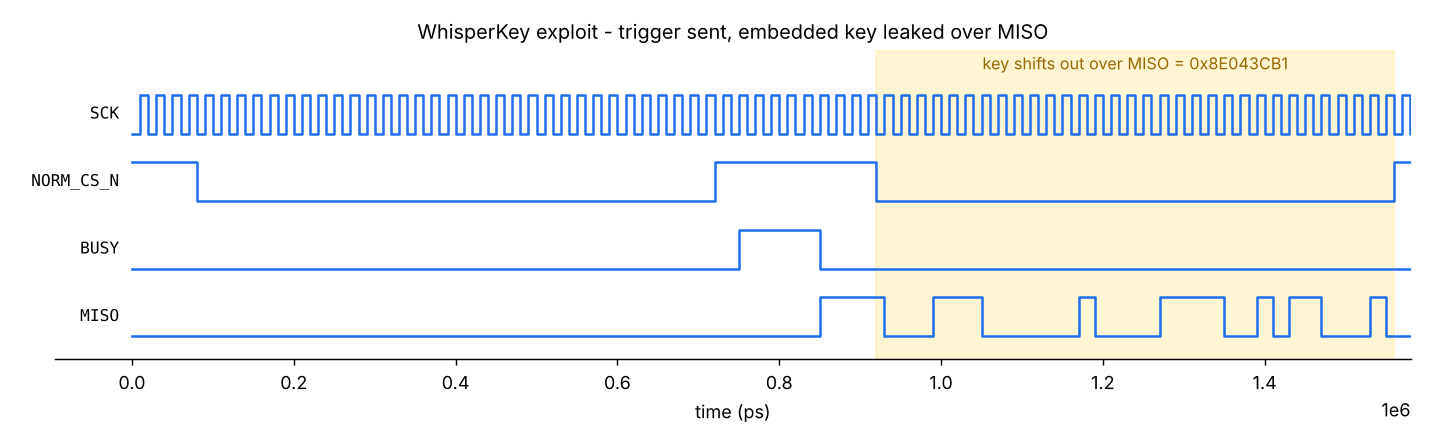 WhisperKey exploit - trigger sent, embedded key leaked over MISO
key shifts out over MISO = 0x8E043CB1
SCK
NORM_CS_N
BUSY
MISO
0.0 0.2 0.4 0.6 0.8 1.0 1.2 1.4
time (ps)
1e6